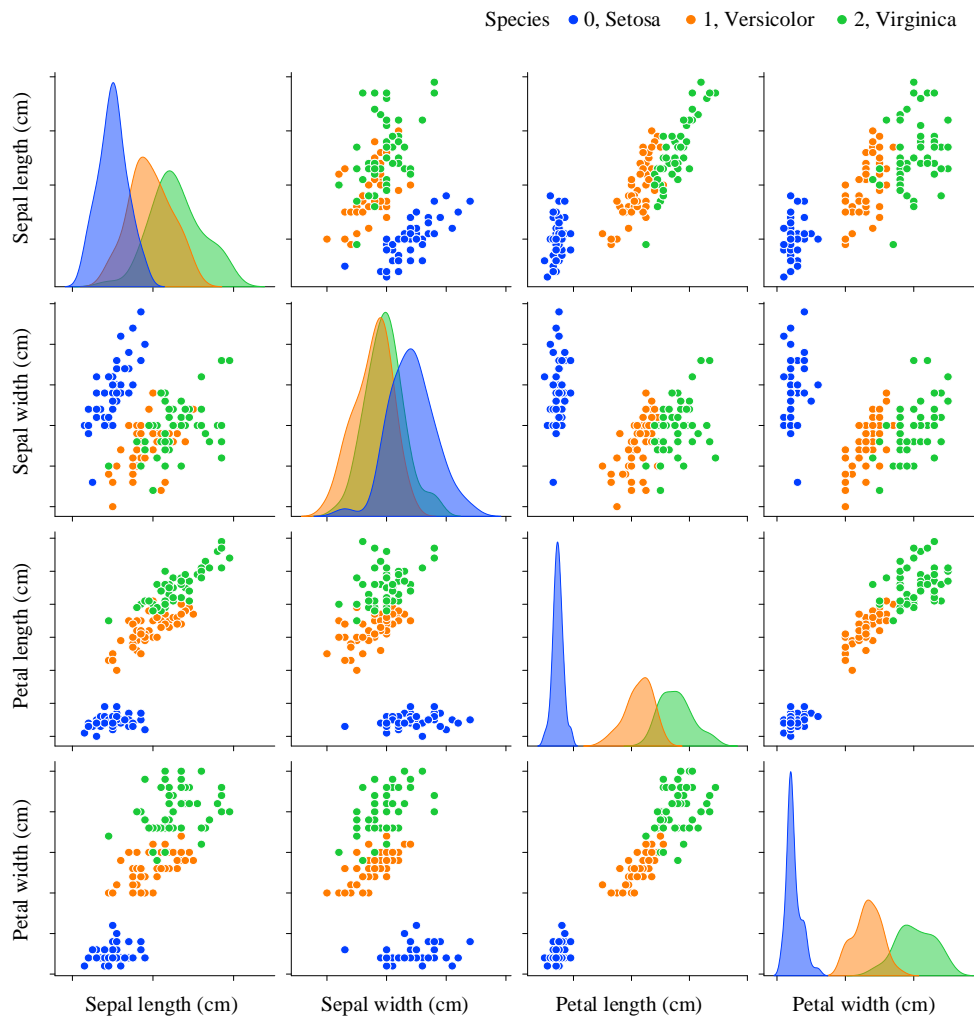 Species 0, Setosa 1, Versicolor 2, Virginica
Sepal length (cm)
Sepal width (cm)
Petal length (cm)
Petal width (cm)
Sepal length (cm) Sepal width (cm) Petal length (cm) Petal width (cm)